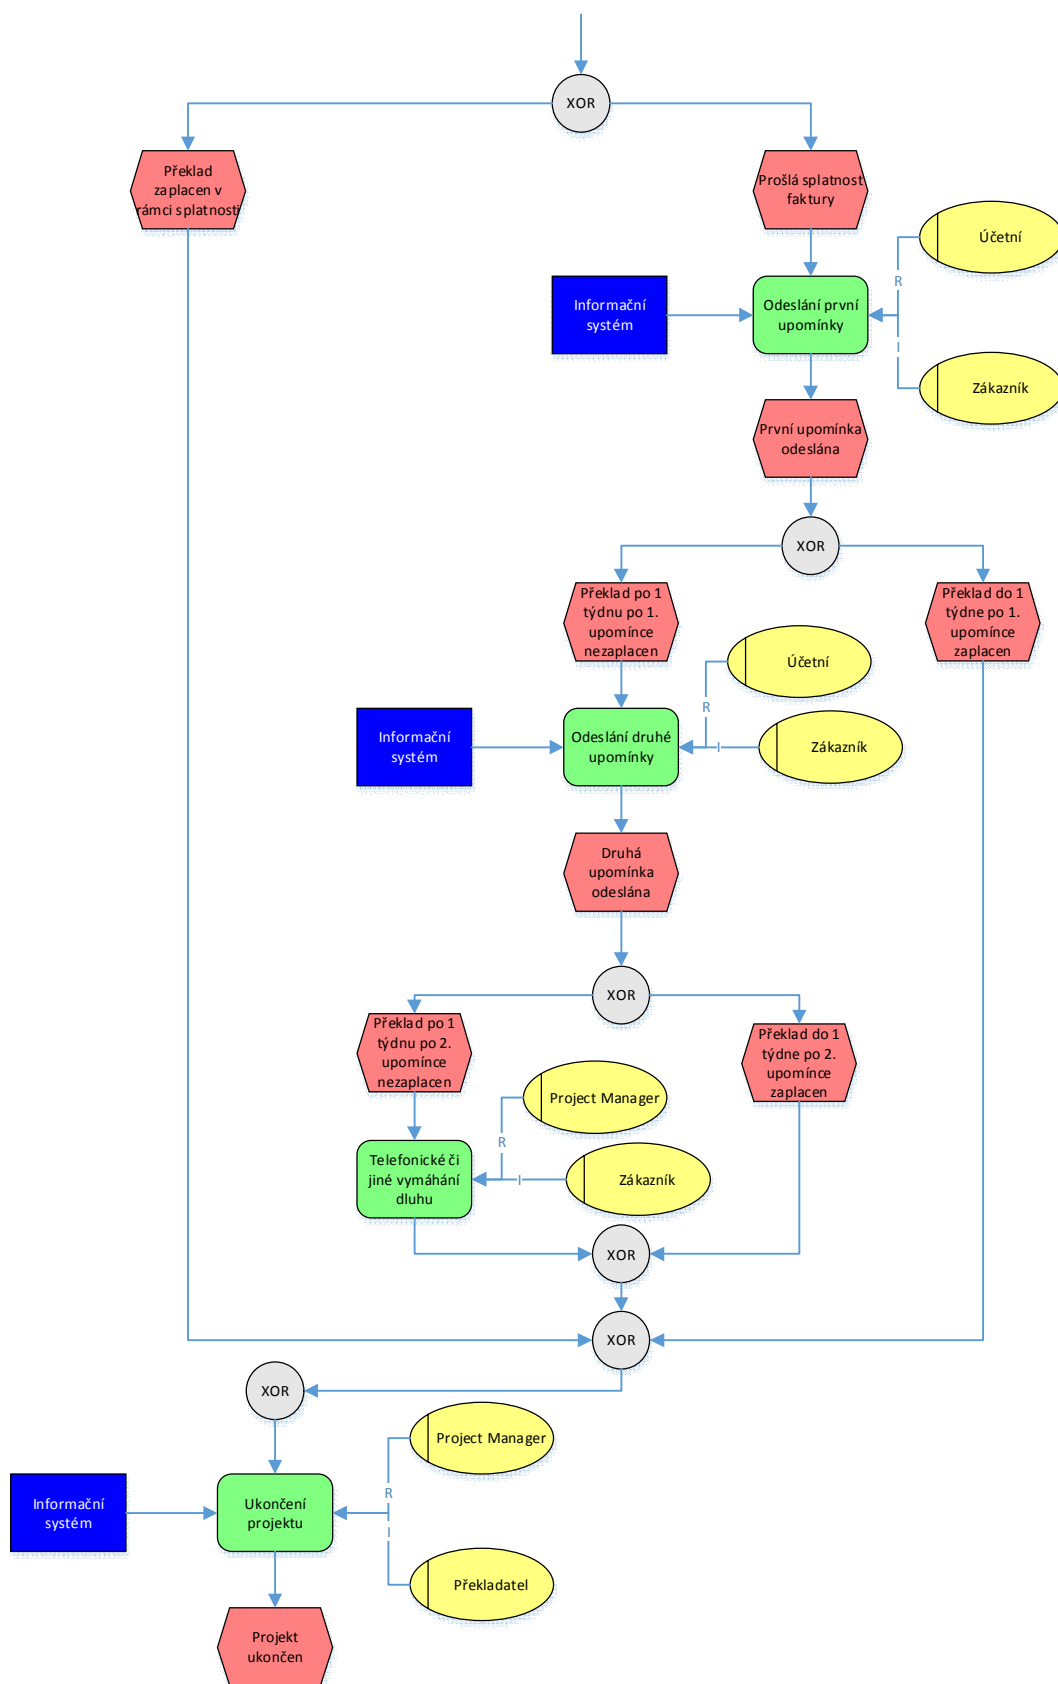 XOR
Překlad
zaplacen v
rámci splatnosti
Prošlá splatnost
faktury
Účetní
R
Informační
systém
Odeslání první
upomínky
I
Zákazník
První upomínka
odeslána
XOR
Překlad po 1
týdnu po 1.
upomínce
nezaplacen
Překlad do 1
týdne po 1.
upomínce
zaplacen
Účetní
R
Informační
systém
Odeslání druhé
upomínky
I
Zákazník
Druhá
upomínka
odeslána
XOR
Překlad po 1
týdnu po 2.
upomínce
nezaplacen
Překlad do 1
týdne po 2.
upomínce
zaplacen
Project Manager
R
Telefonické či
jiné vymáhání
dluhu
I
Zákazník
XOR
XOR
XOR
Project Manager
R
Informační
systém
Ukončení
projektu
I
Překladatel
Projekt
ukončen